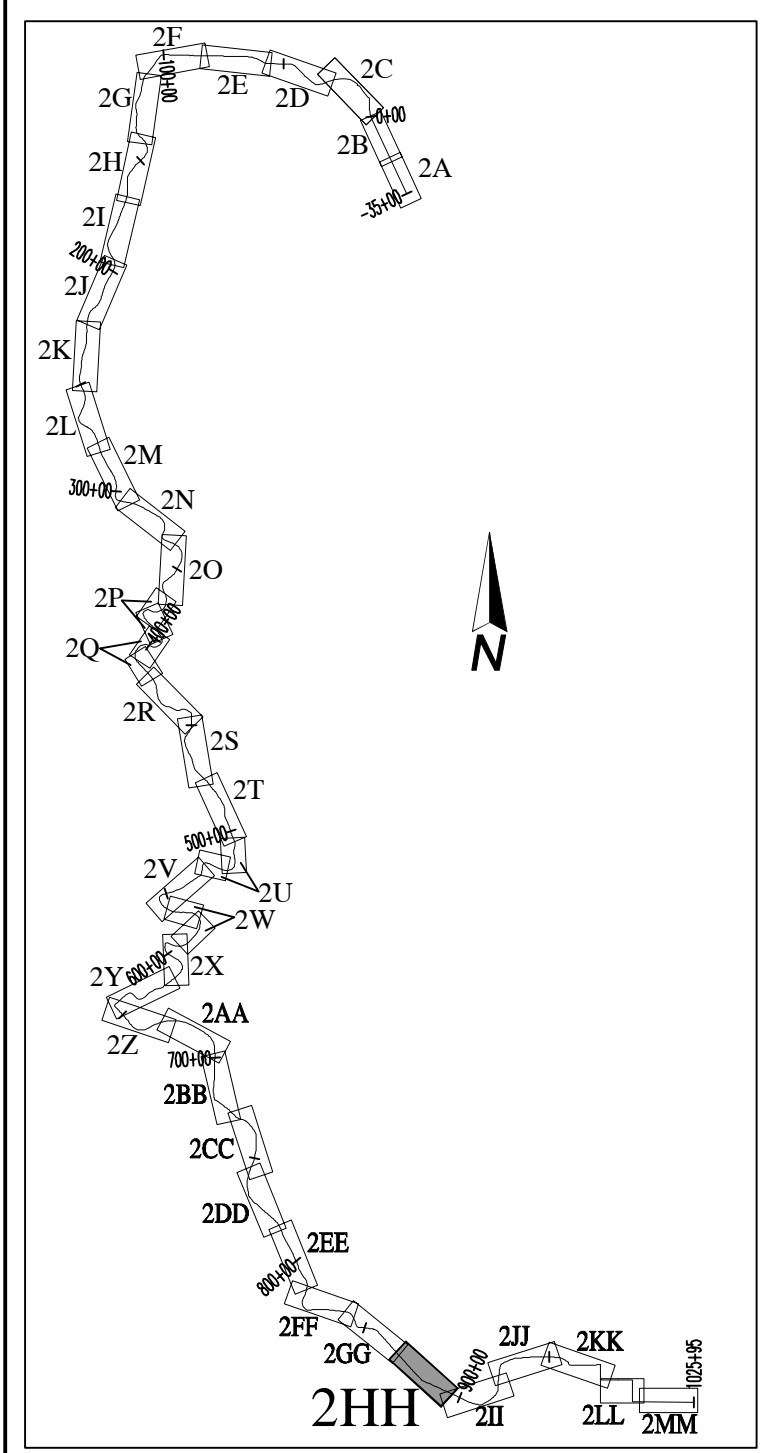 2F
2C
2E
2D
100+00
2G
0+00
2B
2H
2A
-35+00
2I
200+00
2J
2K
2L
2M
300+00
2N
2O
2P
400+00
2Q
N
2R
2S
2T
500+00
2V
2U
2W
600+00
2X
2Y
2AA
2Z
700+00
2BB
2CC
2DD
2EE
800+00
2FF
2GG
2JJ
2KK
900+00
1025+95
2HH
2II
2LL
2MM